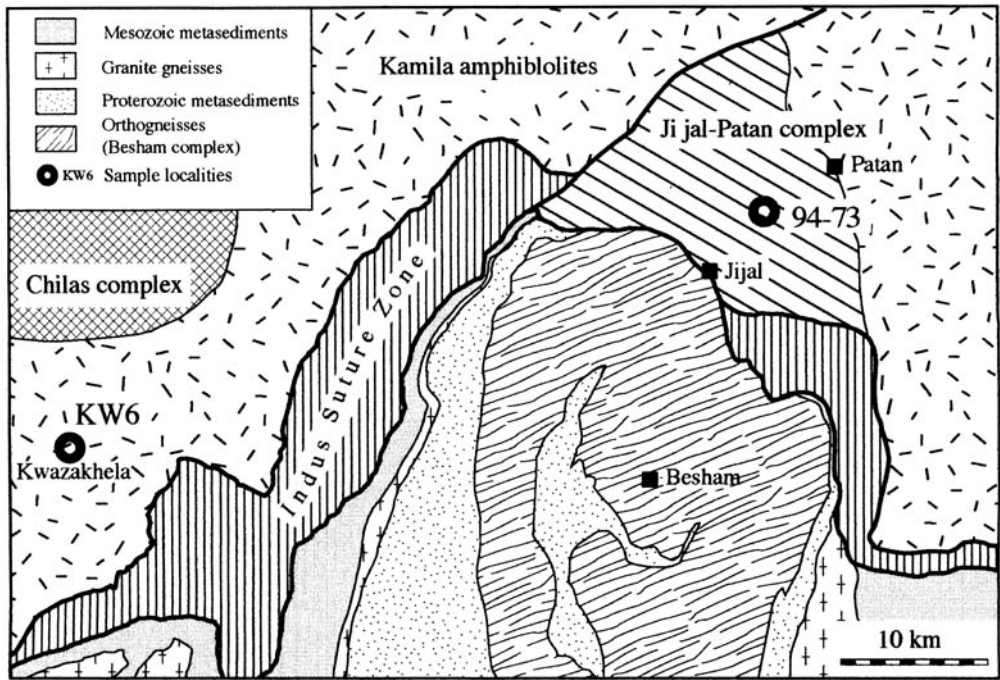 Mesozoic metasediments
Granite gneisses
Proterozoic metasediments
Orthogneisses
(Besham complex)
KW6 Sample localities
Kamila amphiblolites
Ji jal-Patan complex
Patan
94-73
Jijal
Chilas complex
Indus Suture Zone
KW6
Kwazakhela
Besham
10 km